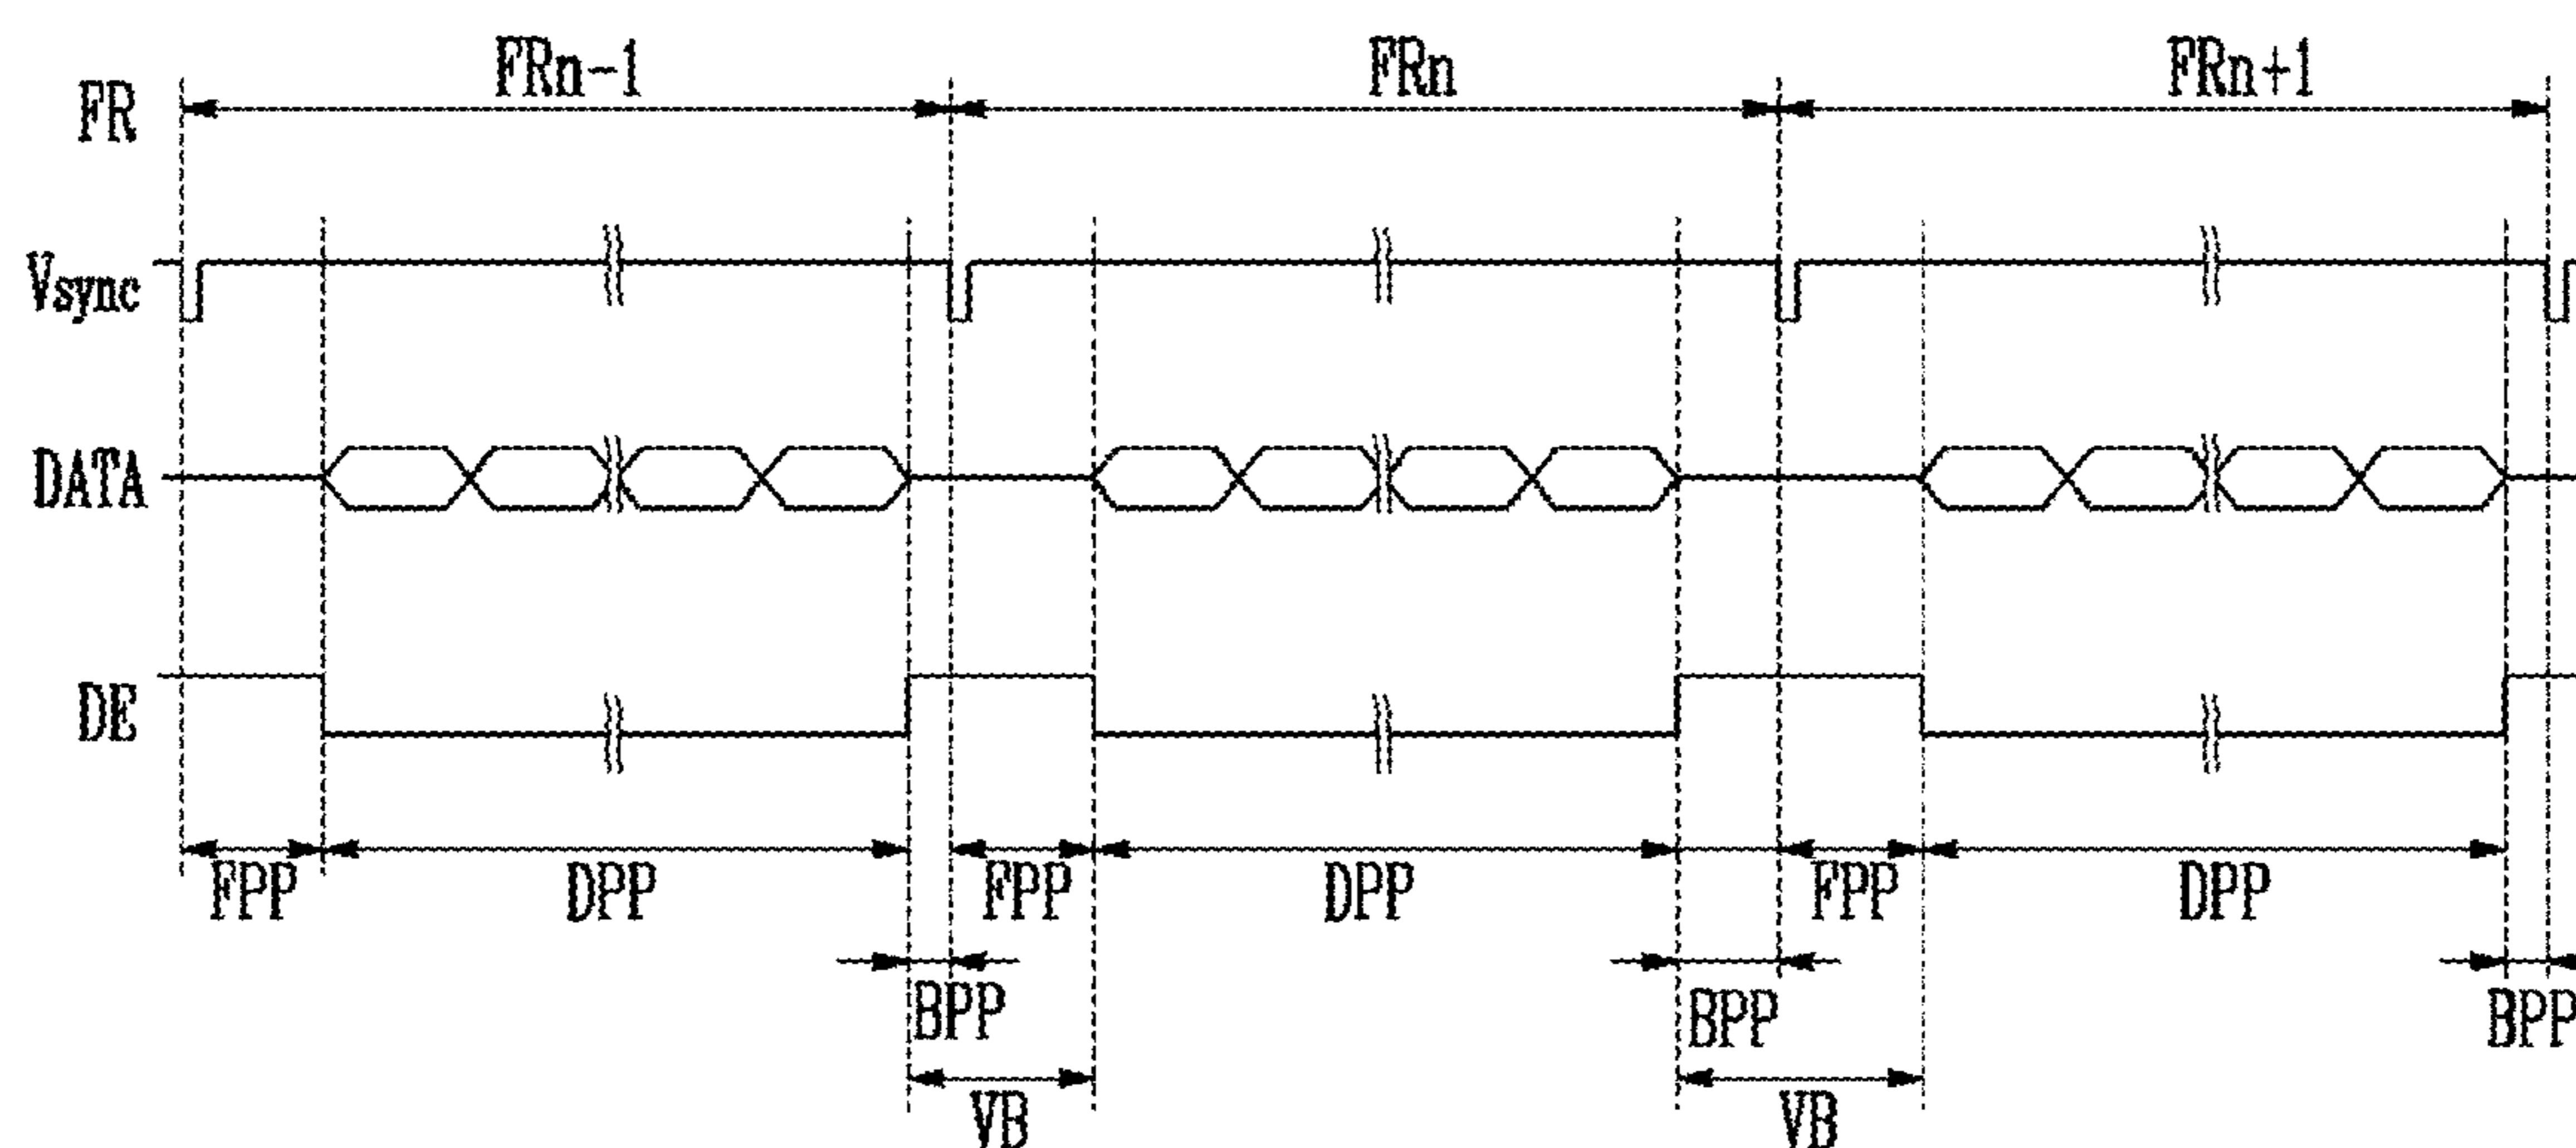 FRn-1 FRn FRn+1
FR
Vsync
DATA
DE
FPP DPP FPP DPP FPP DPP
BPP BPP BPP
VB VB